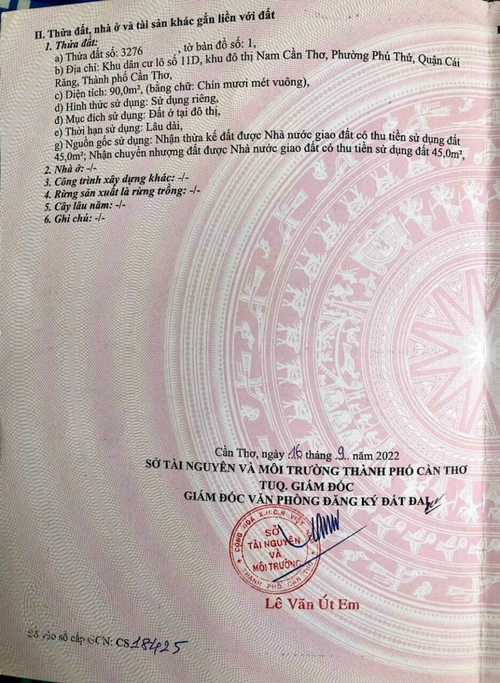 II. Thửa đất, nhà ở và tài sản khác gắn liền với đất
1. Thửa đất:
a) Thửa đất số: 3276 , tờ bản đồ số: 1,
b) Địa chỉ: Khu dân cư lô số 11D, khu đô thị Nam Cần Thơ, Phường Phú Thứ, Quận Cái
Răng, Thành phố Cần Thơ,
c) Diện tích: 90,0m², (bằng chữ: Chín mươi mét vuông),
d) Hình thức sử dụng: Sử dụng riêng,
đ) Mục đích sử dụng: Đất ở tại đô thị,
e) Thời hạn sử dụng: Lâu dài,
g) Nguồn gốc sử dụng: Nhận thừa kế đất được Nhà nước giao đất có thu tiền sử dụng đất
45,0m²; Nhận chuyển nhượng đất được Nhà nước giao đất có thu tiền sử dụng đất 45,0m²,
2. Nhà ở: -/-
3. Công trình xây dựng khác: -/-
4. Rừng sản xuất là rừng trồng: -/-
5. Cây lâu năm: -/-
6. Ghi chú: -/-
Cần Thơ, ngày 16 tháng 9.. năm 2022
SỞ TÀI NGUYÊN VÀ MÔI TRƯỜNG THÀNH PHỐ CẦN THƠ
TUQ. GIÁM ĐỐC
GIÁM ĐỐC VĂN PHÒNG ĐĂNG KÝ ĐẤT ĐAI
CỘNG HÒA X.H.C.N VIỆT NAM
SỞ
TÀI NGUYÊN
VÀ
MÔI TRƯỜNG
THÀNH PHỐ CẦN THƠ
Lê Văn Út Em
Số vào sổ cấp GCN: CS18425